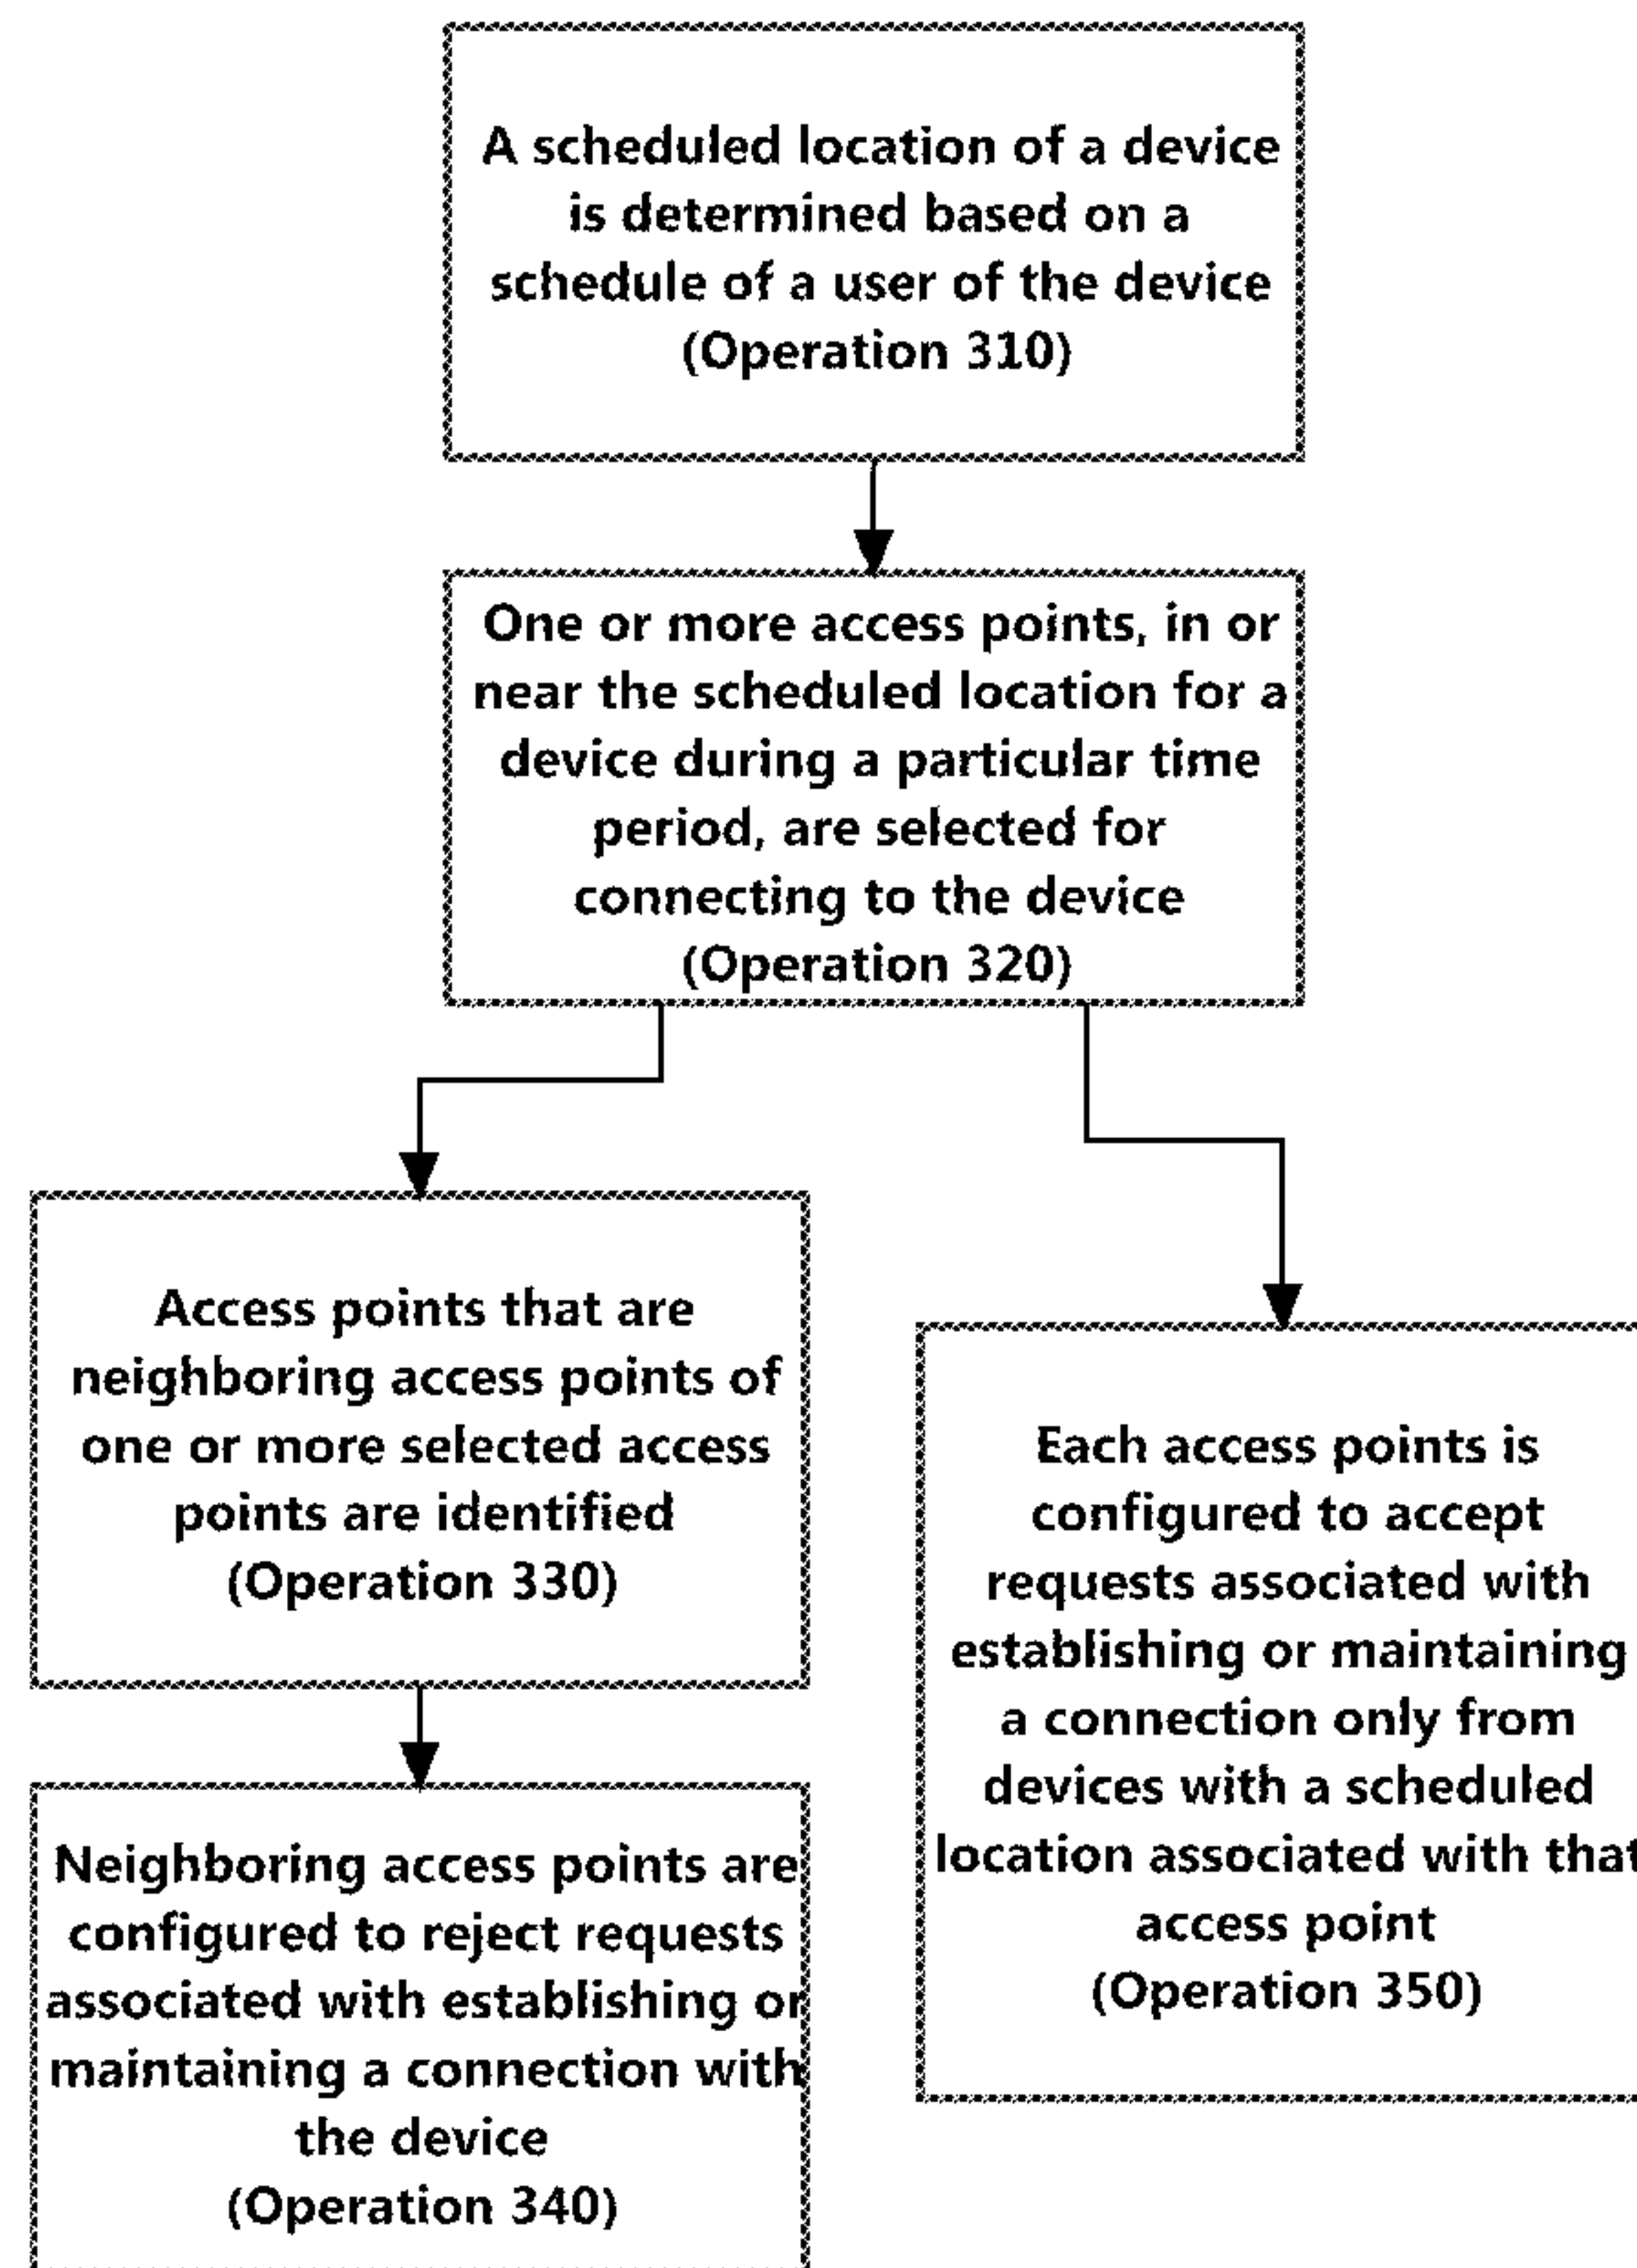 A scheduled location of a device
is determined based on a
schedule of a user of the device
(Operation 310)
One or more access points, in or
near the scheduled location for a
device during a particular time
period, are selected for
connecting to the device
(Operation 320)
Access points that are
neighboring access points of
one or more selected access
points are identified
(Operation 330)
Neighboring access points are
configured to reject requests
associated with establishing or
maintaining a connection with
the device
(Operation 340)
Each access points is
configured to accept
requests associated with
establishing or maintaining
a connection only from
devices with a scheduled
location associated with that
access point
(Operation 350)